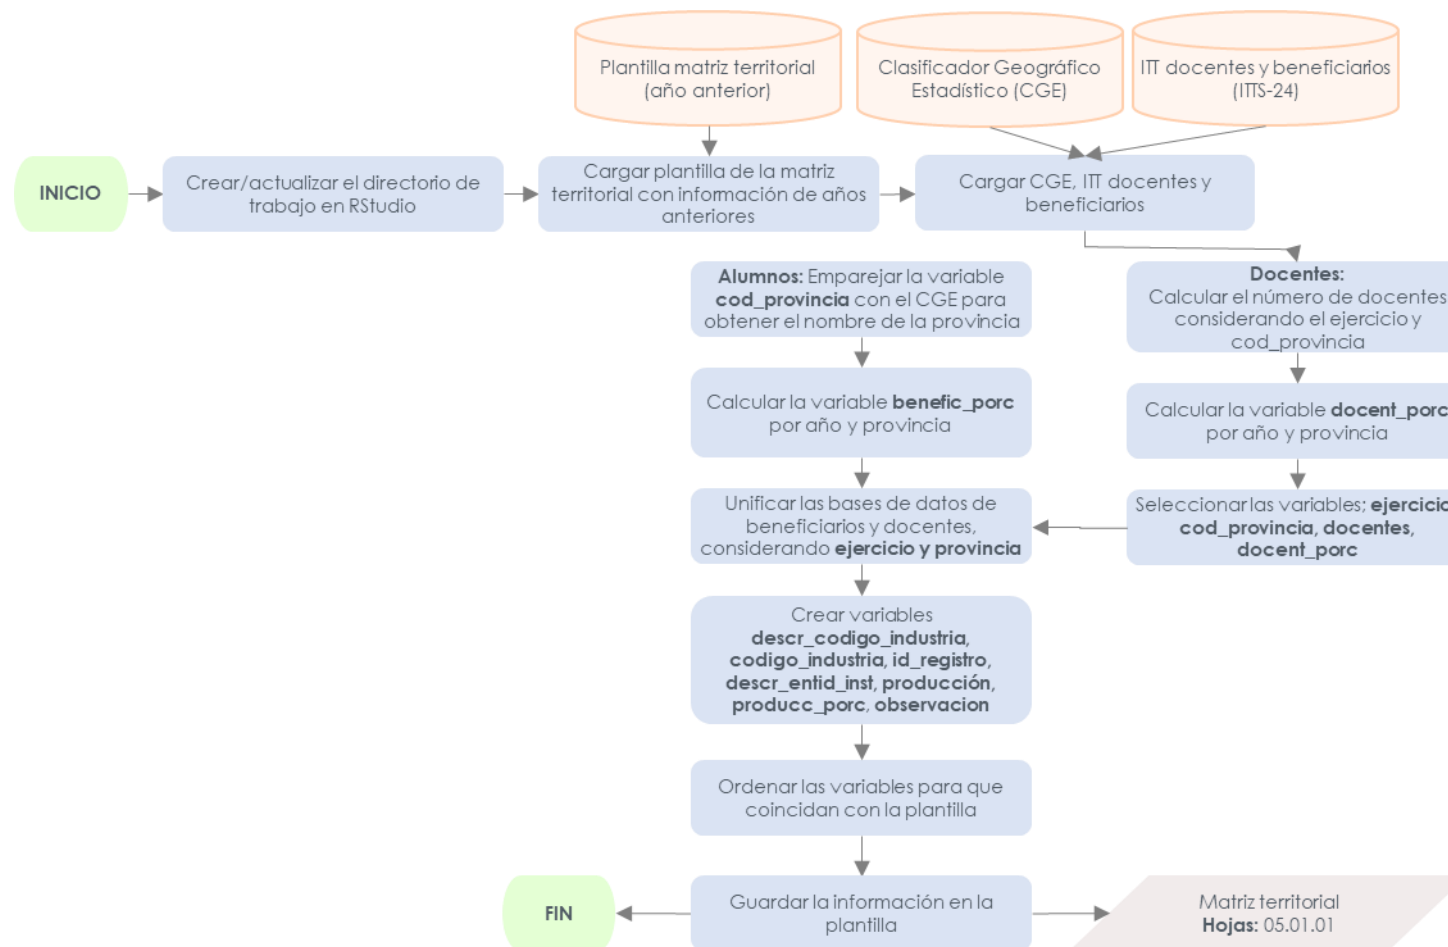 Plantilla matriz territorial
(año anterior)
Clasificador Geográfico
Estadístico (CGE)
ITT docentes y beneficiarios
(ITTS-24)
INICIO
Crear/actualizar el directorio de
trabajo en RStudio
Cargar plantilla de la matriz
territorial con información de años
anteriores
Cargar CGE, ITT docentes y
beneficiarios
Alumnos: Emparejar la variable
cod_provincia con el CGE para
obtener el nombre de la provincia
Docentes:
Calcular el número de docentes
considerando el ejercicio y
cod_provincia
Calcular la variable benefic_porc
por año y provincia
Calcular la variable docent_porc
por año y provincia
Unificar las bases de datos de
beneficiarios y docentes,
considerando ejercicio y provincia
Seleccionar las variables; ejercicio
cod_provincia, docentes,
docent_porc
Crear variables
descr_codigo_industria,
codigo_industria, id_registro,
descr_entid_inst, producción,
producc_porc, observacion
Ordenar las variables para que
coincidan con la plantilla
FIN
Guardar la información en la
plantilla
Matriz territorial
Hojas: 05.01.01